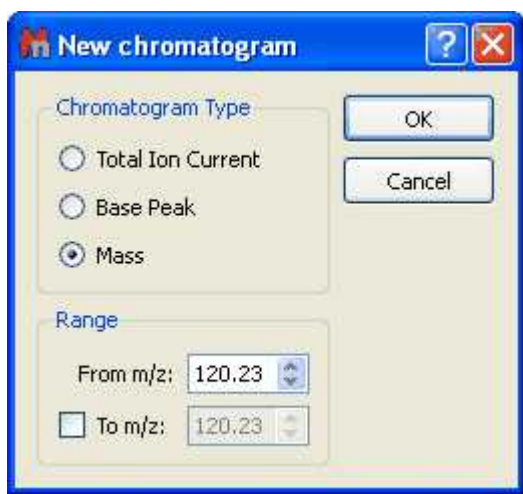 New chromatogram
Chromatogram Type
Total Ion Current
Base Peak
Mass
OK
Cancel
Range
From m/z: 120.23
To m/z: 120.23